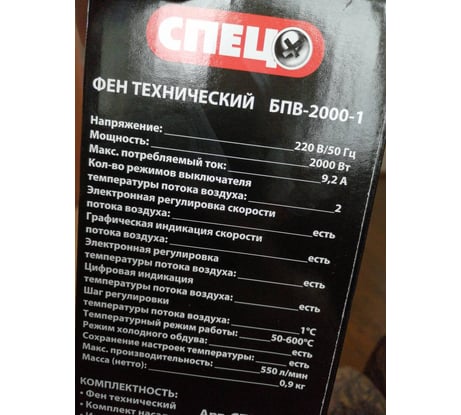 СПЕЦ
ФЕН ТЕХНИЧЕСКИЙ БПВ-2000-1
Напряжение: 220 В/50 Гц
Мощность: 2000 Вт
Макс. потребляемый ток: 9,2 А
Кол-во режимов выключателя
температуры потока воздуха: 2
Электронная регулировка скорости
потока воздуха: есть
Графическая индикация скорости
потока воздуха: есть
Электронная регулировка
температуры потока воздуха: есть
Цифровая индикация
температуры потока воздуха: есть
Шаг регулировки
температуры потока воздуха: 1°С
Температурный режим работы: 50-600°С
Режим холодного обдува: есть
Сохранение настроек температуры: есть
Макс. производительность: 550 л/мин
Масса (нетто): 0,9 кг
КОМПЛЕКТНОСТЬ:
• Фен технический
• Комплект